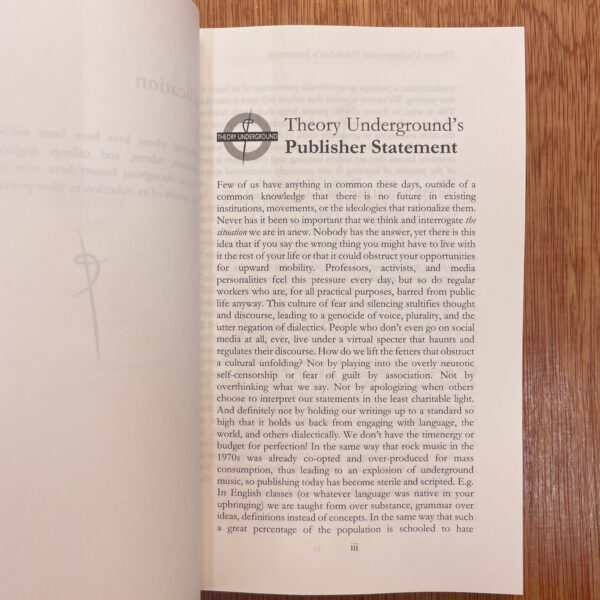 THEORY UNDERGROUND
Theory Underground's
Publisher Statement
Few of us have anything in common these days, outside of a
common knowledge that there is no future in existing
institutions, movements, or the ideologies that rationalize them.
Never has it been so important that we think and interrogate the
situation we are in anew. Nobody has the answer, yet there is this
idea that if you say the wrong thing you might have to live with
it the rest of your life or that it could obstruct your opportunities
for upward mobility. Professors, activists, and media
personalities feel this pressure every day, but so do regular
workers who are, for all practical purposes, barred from public
life anyway. This culture of fear and silencing stultifies thought
and discourse, leading to a genocide of voice, plurality, and the
utter negation of dialectics. People who don't even go on social
media at all, ever, live under a virtual specter that haunts and
regulates their discourse. How do we lift the fetters that obstruct
a cultural unfolding? Not by playing into the overly neurotic
self-censorship or fear of guilt by association. Not by
overthinking what we say. Not by apologizing when others
choose to interpret our statements in the least charitable light.
And definitely not by holding our writings up to a standard so
high that it holds us back from engaging with language, the
world, and others dialectically. We don't have the timenergy or
budget for perfection! In the same way that rock music in the
1970s was already co-opted and over-produced for mass
consumption, thus leading to an explosion of underground
music, so publishing today has become sterile and scripted. E.g.
In English classes (or whatever language was native in your
upbringing) we are taught form over substance, grammar over
ideas, definitions instead of concepts. In the same way that such
a great percentage of the population is schooled to hate
iii